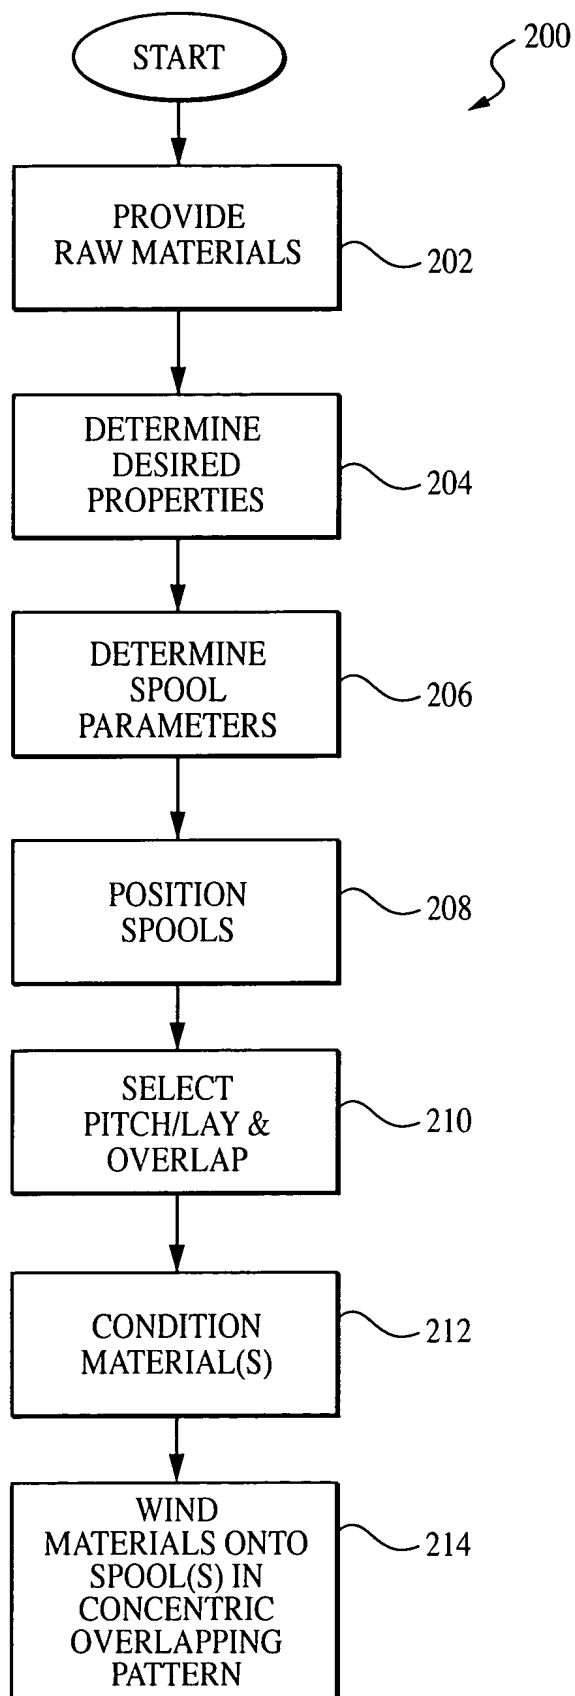 START
200
PROVIDE
RAW MATERIALS
202
DETERMINE
DESIRED
PROPERTIES
204
DETERMINE
SPOOL
PARAMETERS
206
POSITION
SPOOLS
208
SELECT
PITCH/LAY &
OVERLAP
210
CONDITION
MATERIAL(S)
212
WIND
MATERIALS ONTO
SPOOL(S) IN
CONCENTRIC
OVERLAPPING
PATTERN
214